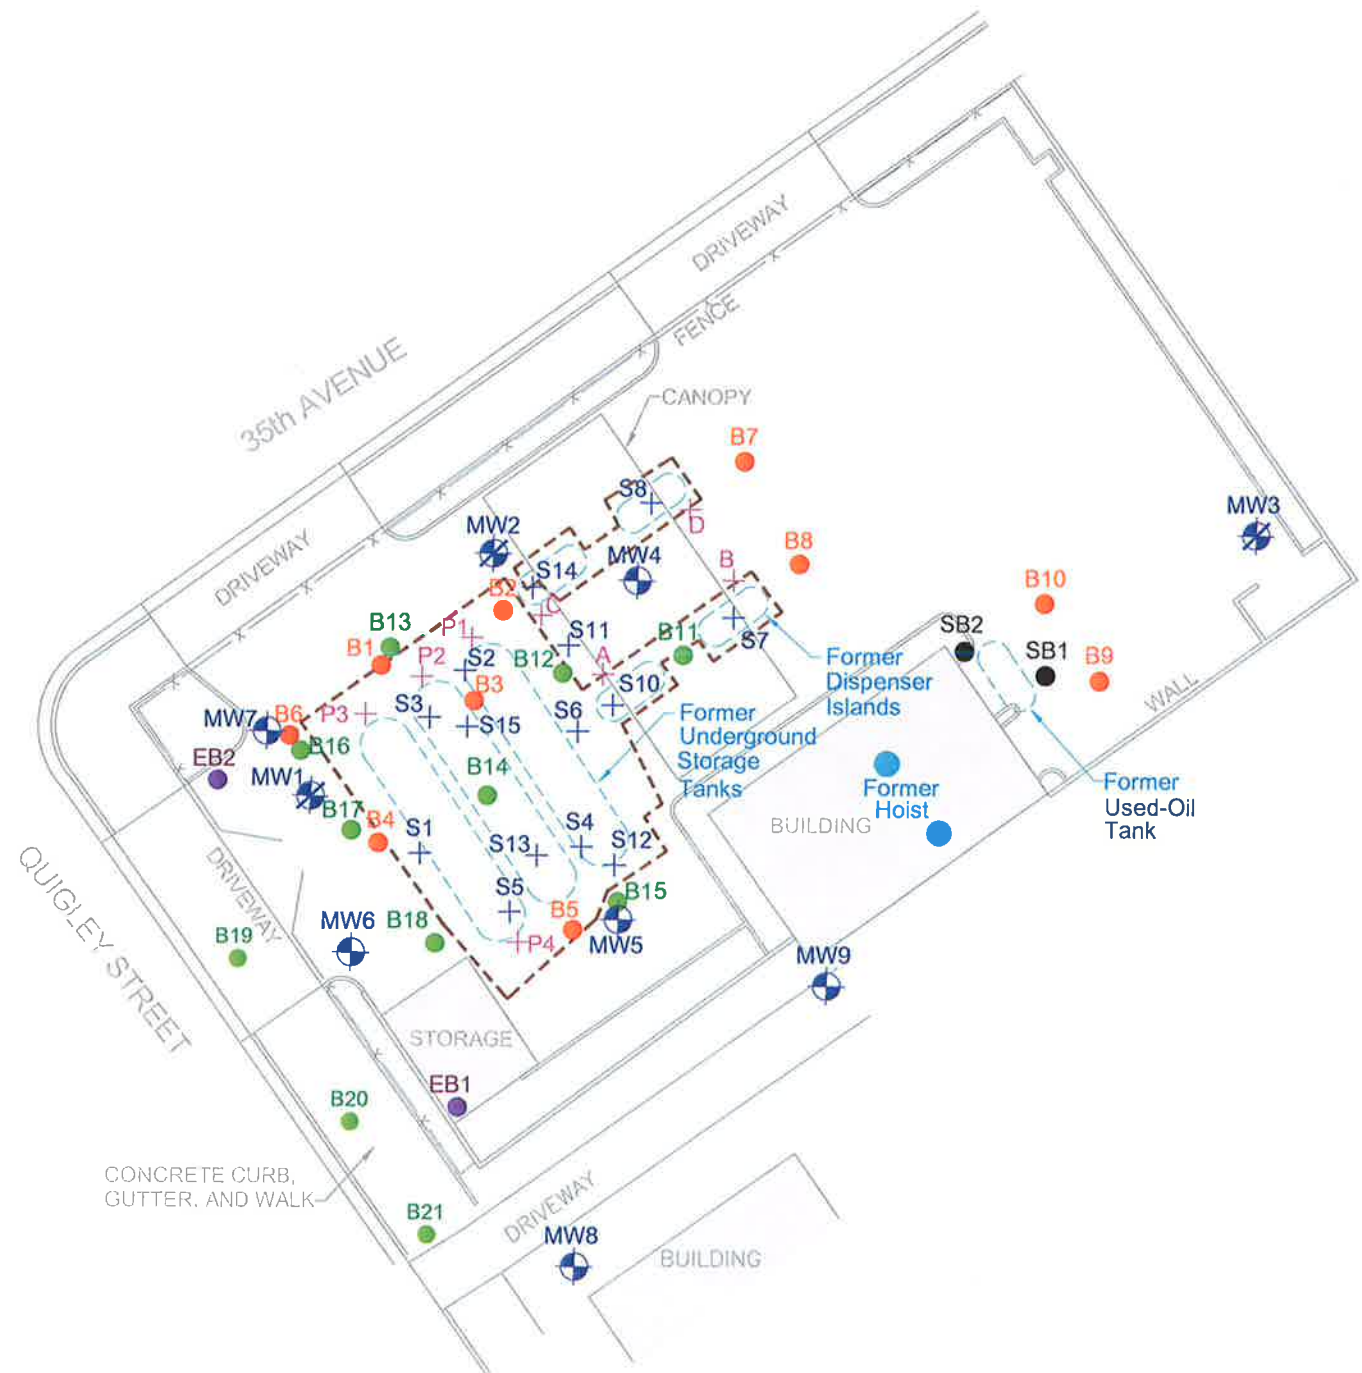 DRIVEWAY
FENCE
35th AVENUE
CANOPY
B7
S8
D
MW3
MW2
MW4
B
B8
DRIVEWAY
S14
B10
B2
C
B13
P1
S11
B11
S7
SB2
SB1
B9
B1
P2
S2
B12
A
Former
Dispenser
Islands
WALL
B3
S10
MW7
B6
P3
S3
S15
S6
Former
Underground
Storage
Tanks
B16
EB2
MW1
B14
Former
Hoist
Former
Used-Oil
Tank
B17
B4
S1
S13
S4
S12
BUILDING
QUIGLEY STREET
DRIVEWAY
S5
B15
B5
MW5
B18
P4
MW6
B19
MW9
STORAGE
EB1
B20
CONCRETE CURB,
GUTTER, AND WALK
B21
DRIVEWAY
MW8
BUILDING